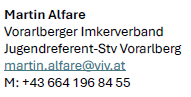 Martin Alfare
Vorarlberger Imkerverband
Jugendreferent-Stv Vorarlberg
martin.alfare@viv.at
M: +43 664 196 84 55